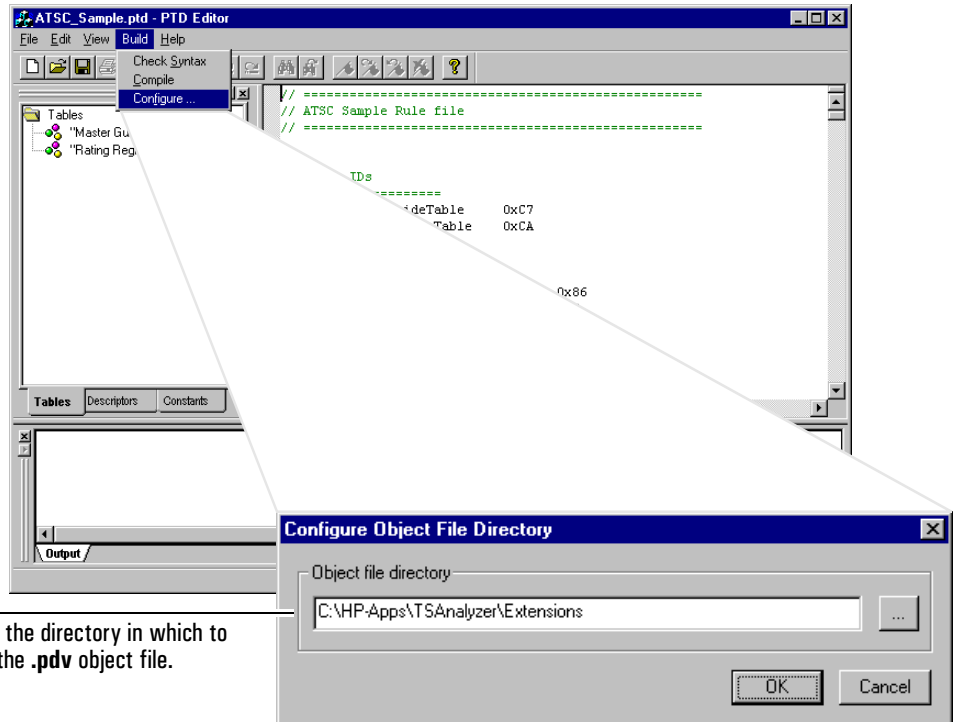 ATSC_Sample.ptd - PTD Editor
File Edit View Build Help
Check Syntax
Compile
Configure ...
Tables
"Master Gu
"Rating Reg
// ====================================================
// ATSC Sample Rule file
// ====================================================
IDs
=========
ideTable 0xC7
Table 0xCA
0x86
Tables Descriptors Constants
Output
Configure Object File Directory
Object file directory
C:\HP-Apps\TSAnalyzer\Extensions
...
OK Cancel
the directory in which to
the .pdv object file.